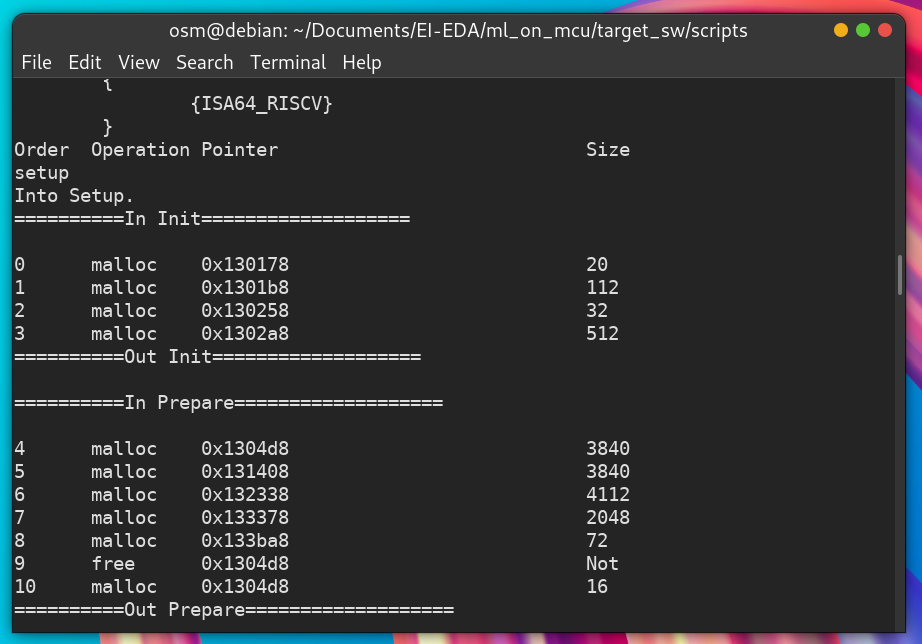 osm@debian: ~/Documents/EI-EDA/ml_on_mcu/target_sw/scripts
File Edit View Search Terminal Help
{
{ISA64_RISCV}
}
Order Operation Pointer Size
setup
Into Setup.
==========In Init===================
0 malloc 0x130178 20
1 malloc 0x1301b8 112
2 malloc 0x130258 32
3 malloc 0x1302a8 512
==========Out Init===================
==========In Prepare===================
4 malloc 0x1304d8 3840
5 malloc 0x131408 3840
6 malloc 0x132338 4112
7 malloc 0x133378 2048
8 malloc 0x133ba8 72
9 free 0x1304d8 Not
10 malloc 0x1304d8 16
==========Out Prepare===================